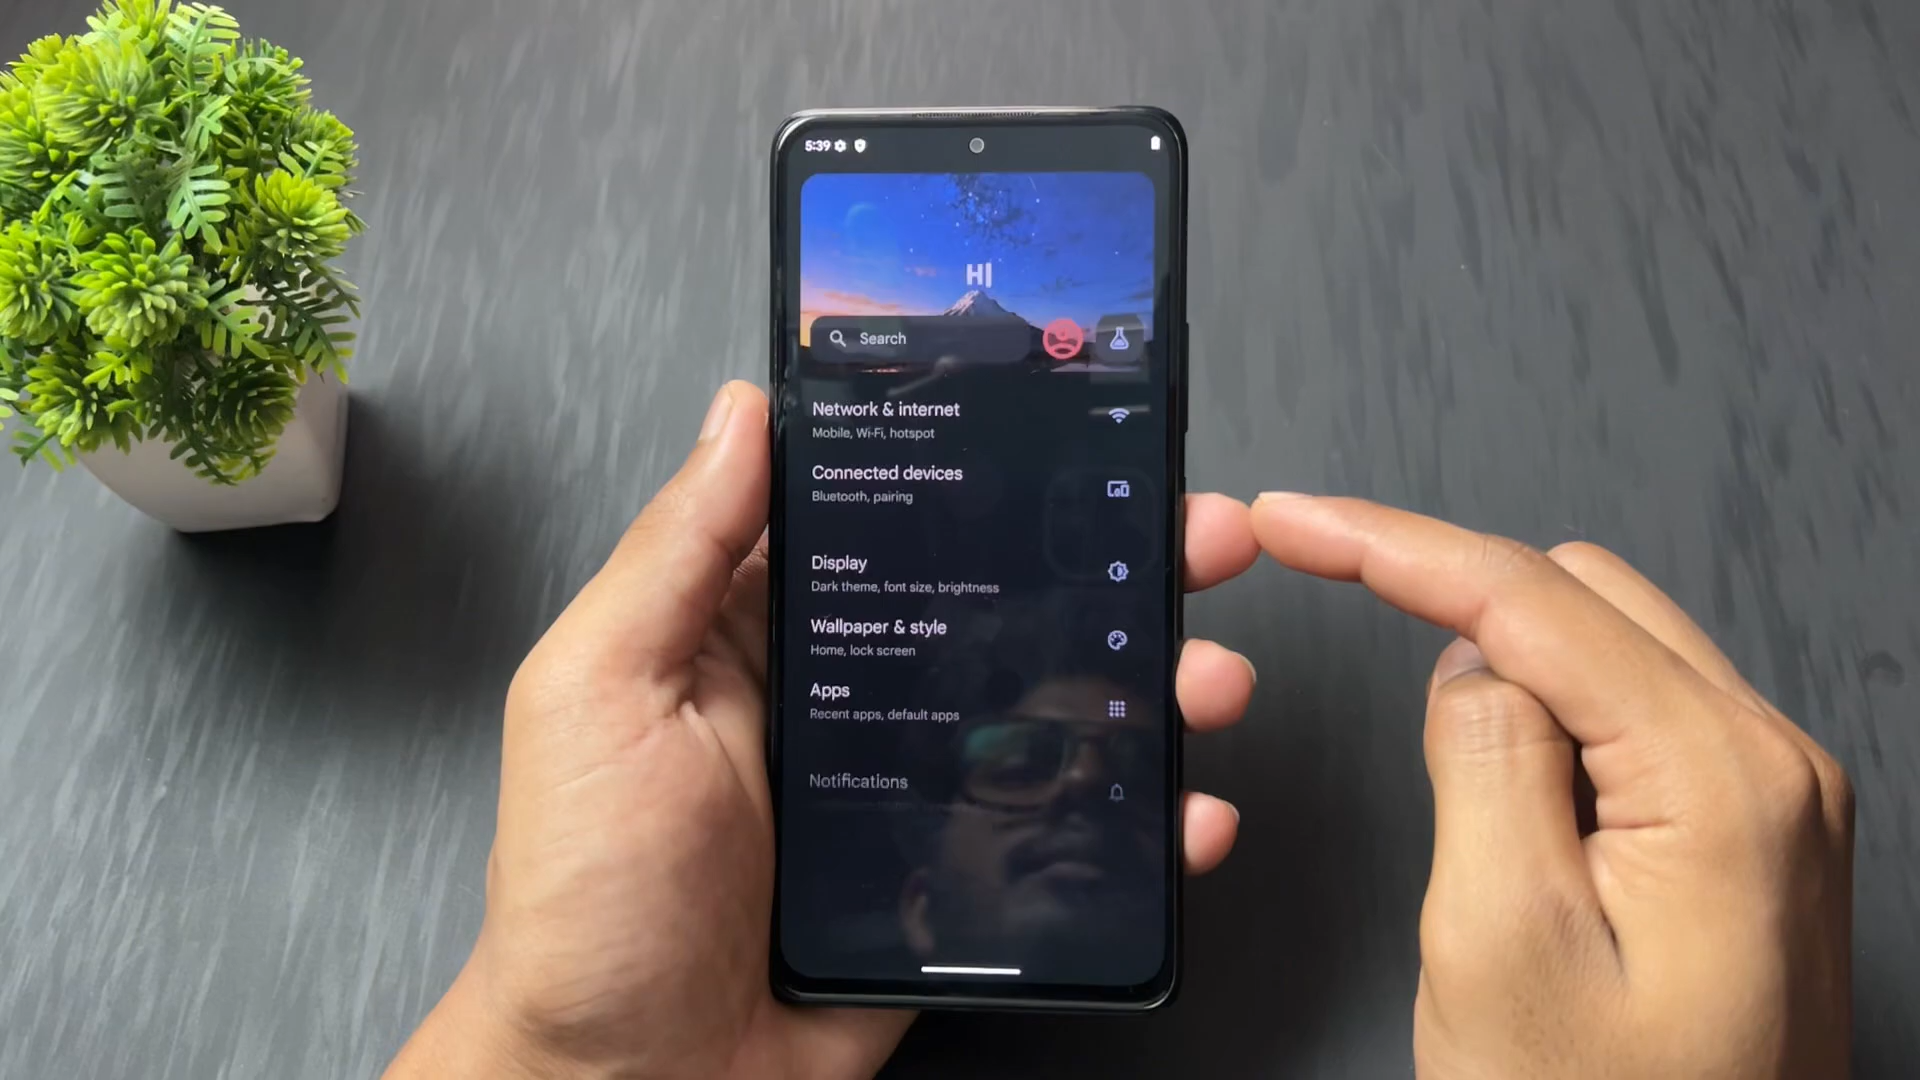 5:39
HI
Search
Network & internet
Mobile, Wi-Fi, hotspot
Connected devices
Bluetooth, pairing
Display
Dark theme, font size, brightness
Wallpaper & style
Home, lock screen
Apps
Recent apps, default apps
Notifications